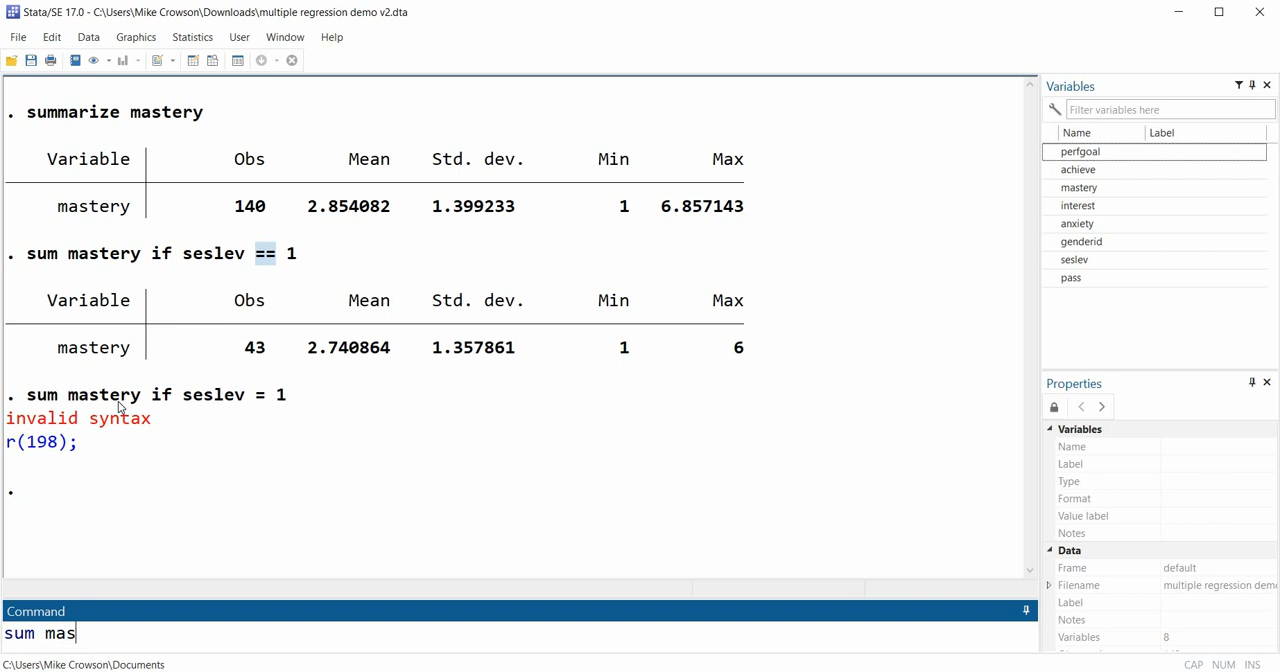 Stata/SE 17.0 - C:\Users\Mike Crowson\Downloads\multiple regression demo v2.dta
File Edit Data Graphics Statistics User Window Help
. summarize mastery
Variable Obs Mean Std. dev. Min Max
mastery 140 2.854082 1.399233 1 6.857143
. sum mastery if seslev == 1
Variable Obs Mean Std. dev. Min Max
mastery 43 2.740864 1.357861 1 6
. sum mastery if seslev = 1
invalid syntax
r(198);
.
Command
sum mas
C:\Users\Mike Crowson\Documents
Variables
Filter variables here
Name Label
perfgoal
achieve
mastery
interest
anxiety
genderid
seslev
pass
Properties
Variables
Name
Label
Type
Format
Value label
Notes
Data
Frame default
Filename multiple regression demo
Label
Notes
Variables 8
CAP NUM INS